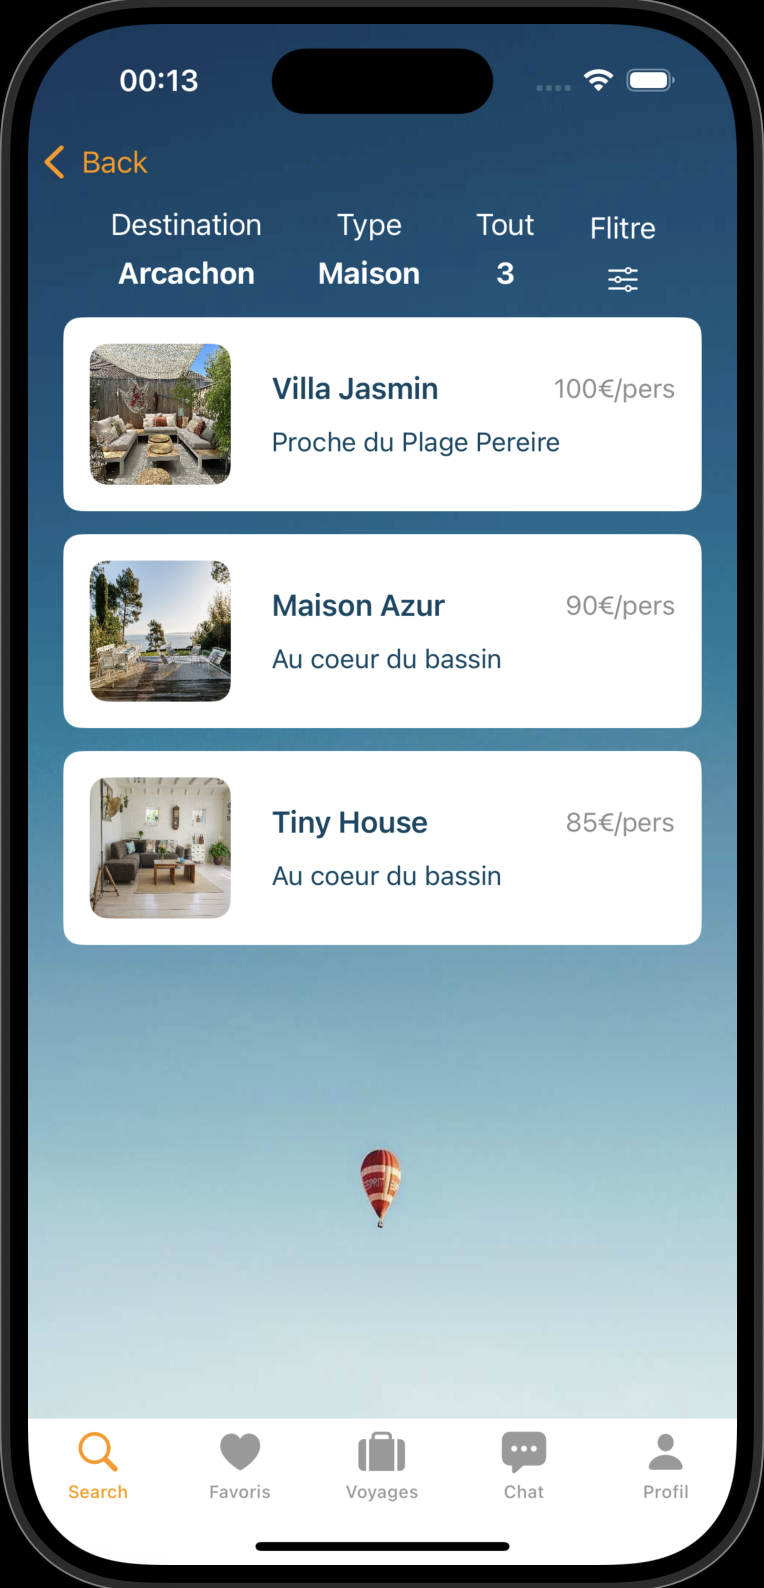 00:13
Back
Destination Type Tout Flitre
Arcachon Maison 3
Villa Jasmin 100€/pers
Proche du Plage Pereire
Maison Azur 90€/pers
Au coeur du bassin
Tiny House 85€/pers
Au coeur du bassin
ESPRIT
Search Favoris Voyages Chat Profil